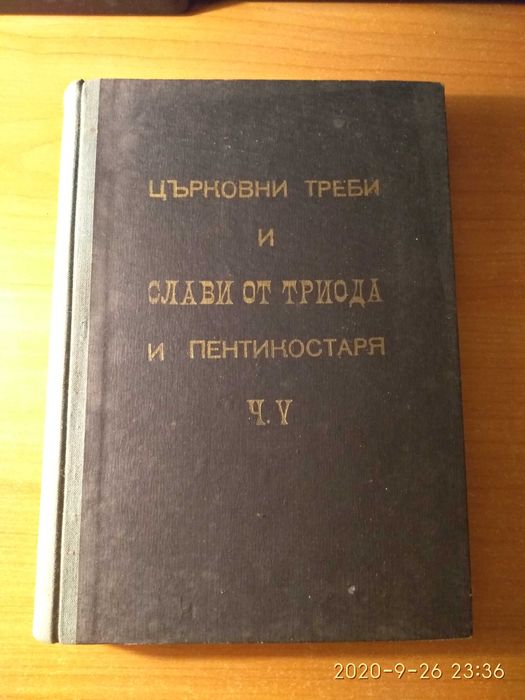 ЦЪРКОВНИ ТРЕБИ
И
СЛАВИ ОТ ТРИОДА
И ПЕНТИКОСТАРЯ
Ч. V
2020-9-26 23:36